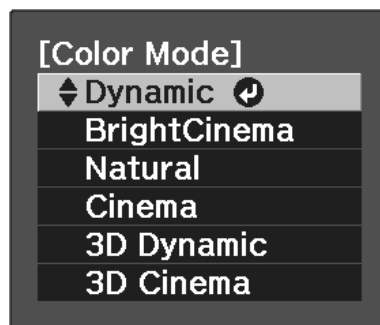 [Color Mode]
Dynamic
BrightCinema
Natural
Cinema
3D Dynamic
3D Cinema